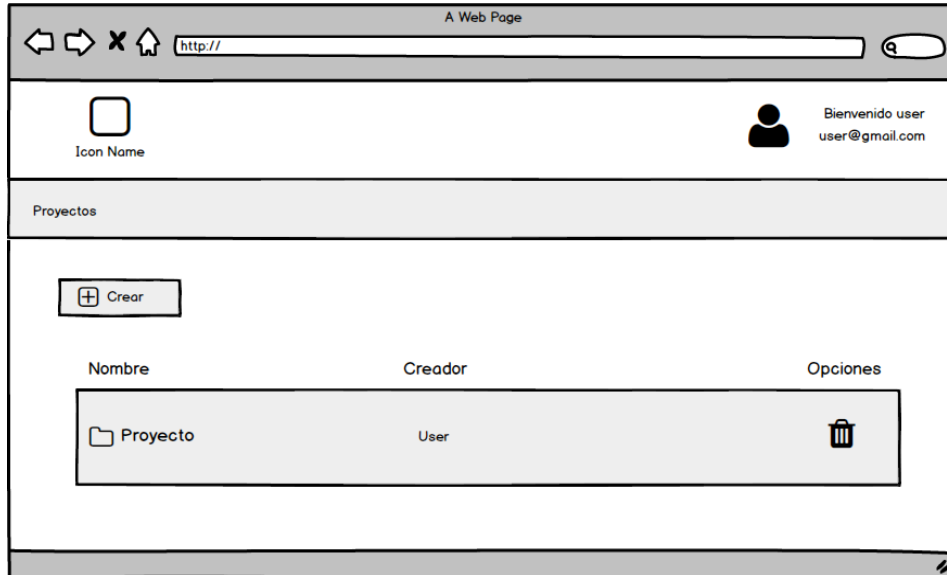 A Web Page
http://
Icon Name
Bienvenido user
user@gmail.com
Proyectos
Crear
Nombre Creador Opciones
Proyecto User